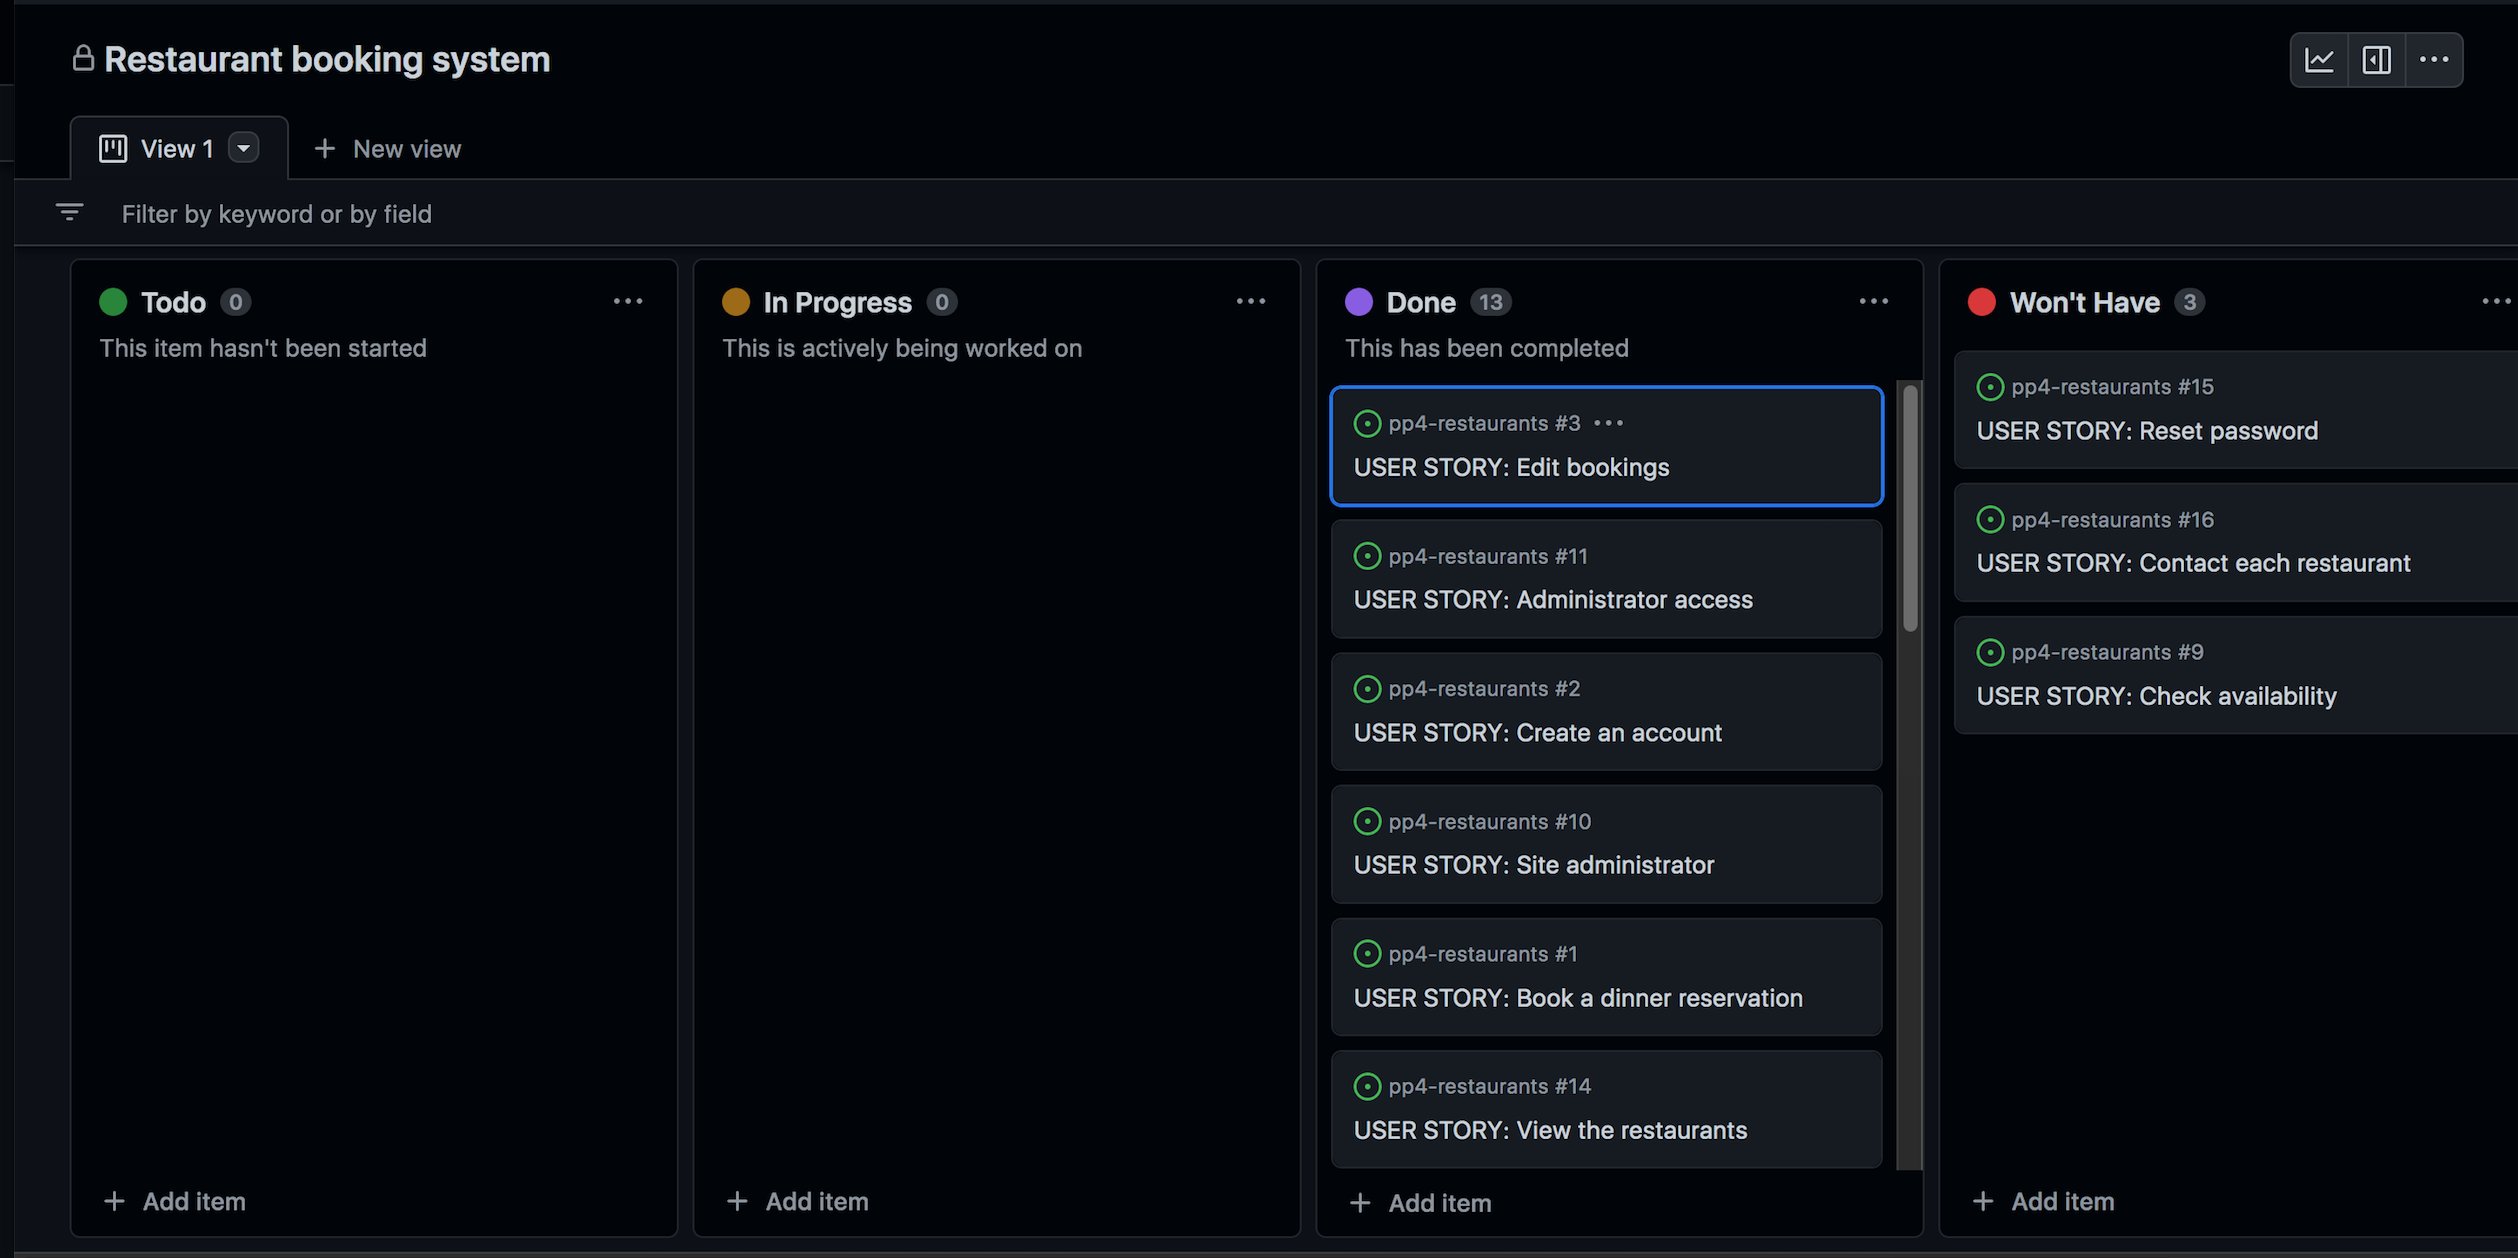 Restaurant booking system
View 1
New view
Filter by keyword or by field
Todo 0
This item hasn't been started
Add item
In Progress 0
This is actively being worked on
Add item
Done 13
This has been completed
pp4-restaurants #3
USER STORY: Edit bookings
pp4-restaurants #11
USER STORY: Administrator access
pp4-restaurants #2
USER STORY: Create an account
pp4-restaurants #10
USER STORY: Site administrator
pp4-restaurants #1
USER STORY: Book a dinner reservation
pp4-restaurants #14
USER STORY: View the restaurants
Add item
Won't Have 3
pp4-restaurants #15
USER STORY: Reset password
pp4-restaurants #16
USER STORY: Contact each restaurant
pp4-restaurants #9
USER STORY: Check availability
Add item